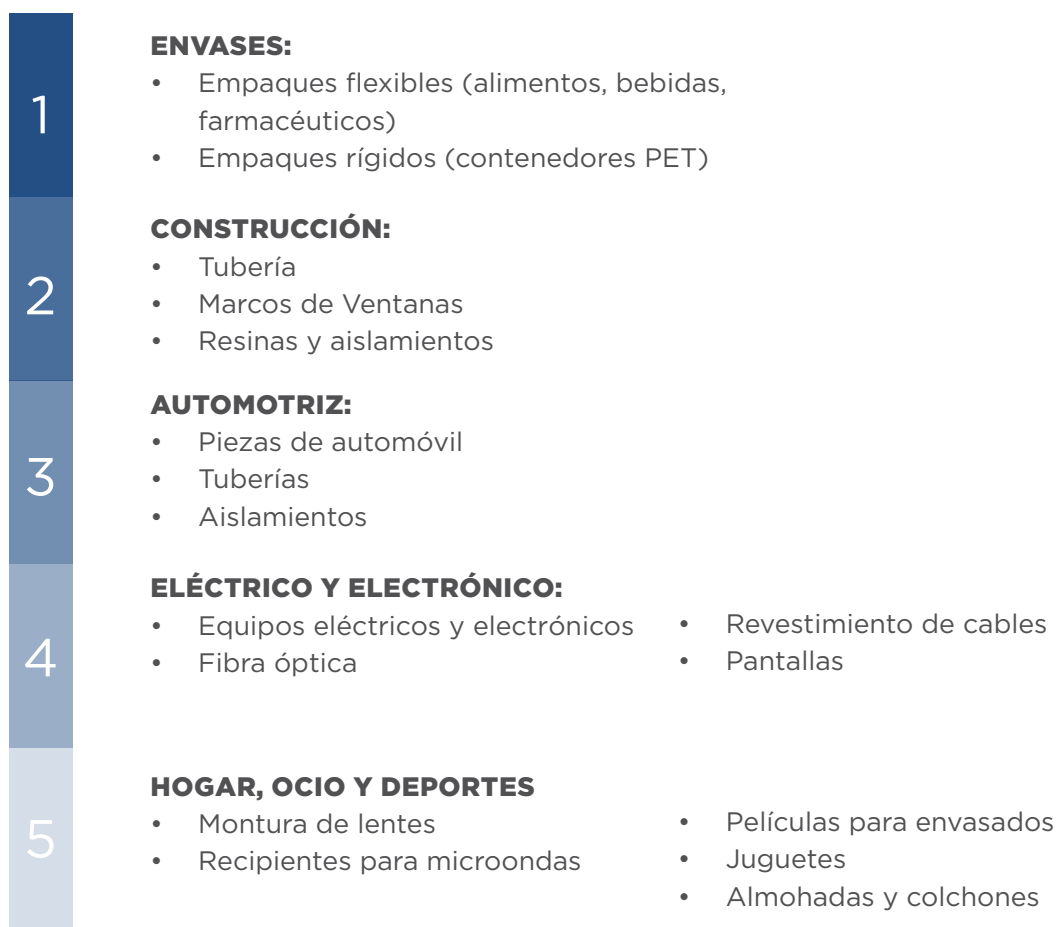 1
ENVASES:
• Empaques flexibles (alimentos, bebidas,
farmacéuticos)
• Empaques rígidos (contenedores PET)
2
CONSTRUCCIÓN:
• Tubería
• Marcos de Ventanas
• Resinas y aislamientos
3
AUTOMOTRIZ:
• Piezas de automóvil
• Tuberías
• Aislamientos
4
ELÉCTRICO Y ELECTRÓNICO:
• Equipos eléctricos y electrónicos
• Fibra óptica
• Revestimiento de cables
• Pantallas
5
HOGAR, OCIO Y DEPORTES
• Montura de lentes
• Recipientes para microondas
• Películas para envasados
• Juguetes
• Almohadas y colchones